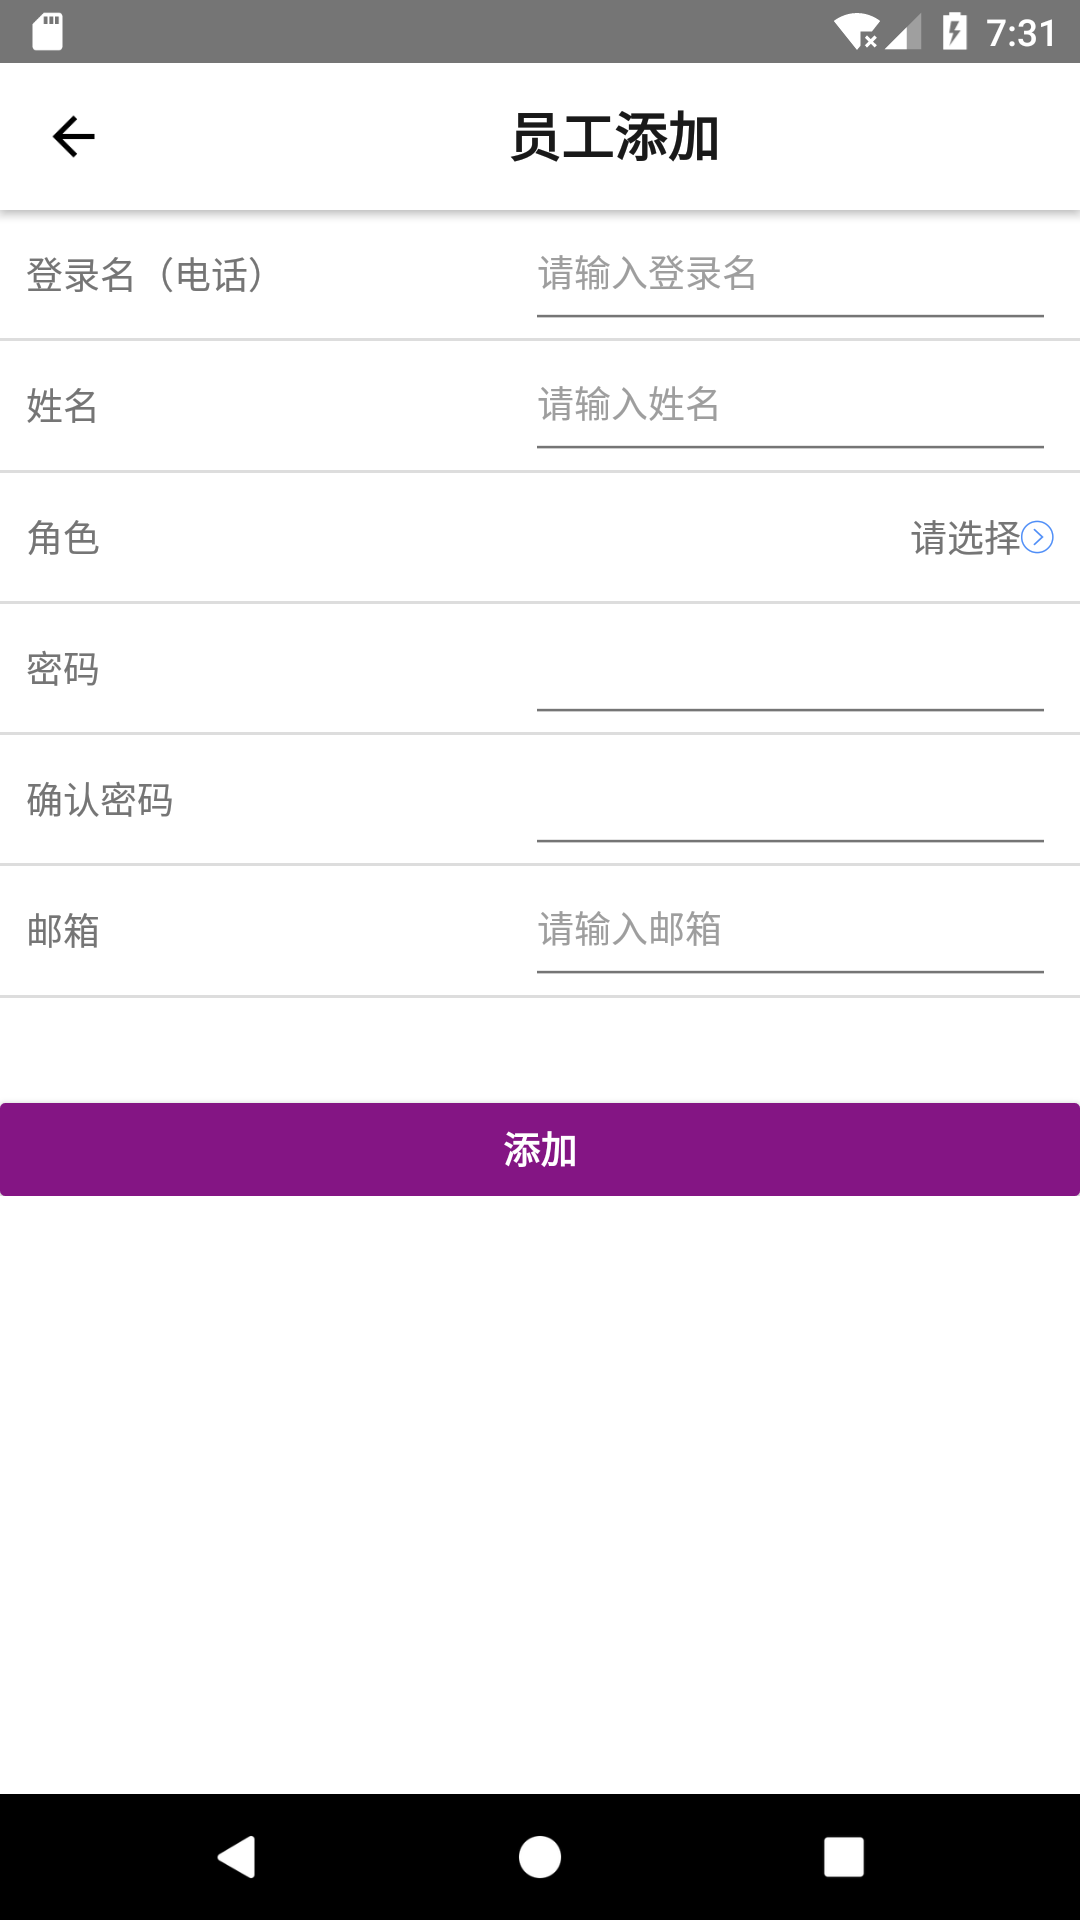 7:31
员工添加
登录名（电话） 请输入登录名
姓名 请输入姓名
角色 请选择
密码
确认密码
邮箱 请输入邮箱
添加